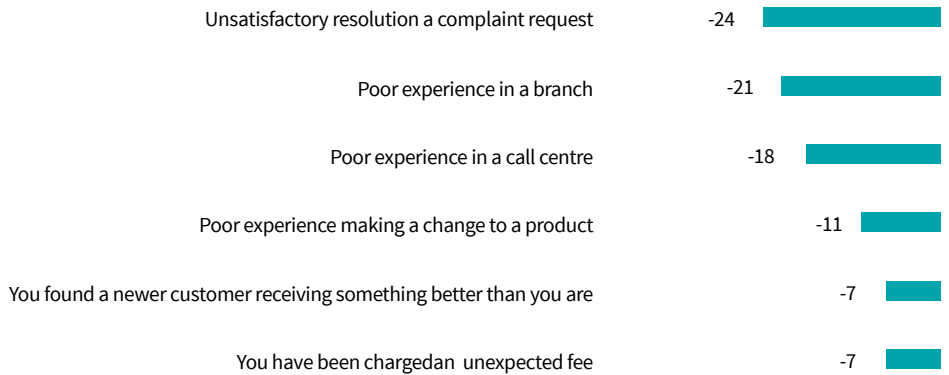 Unsatisfactory resolution a complaint request -24
Poor experience in a branch -21
Poor experience in a call centre -18
Poor experience making a change to a product -11
You found a newer customer receiving something better than you are -7
You have been chargedan unexpected fee -7